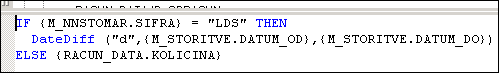 IF {M_NNSTOMAR.SIFRA} = "LDS" THEN
DateDiff ("d",{M_STORITVE.DATUM_OD},{M_STORITVE.DATUM_DO})
ELSE {RACUN_DATA.KOLICINA}